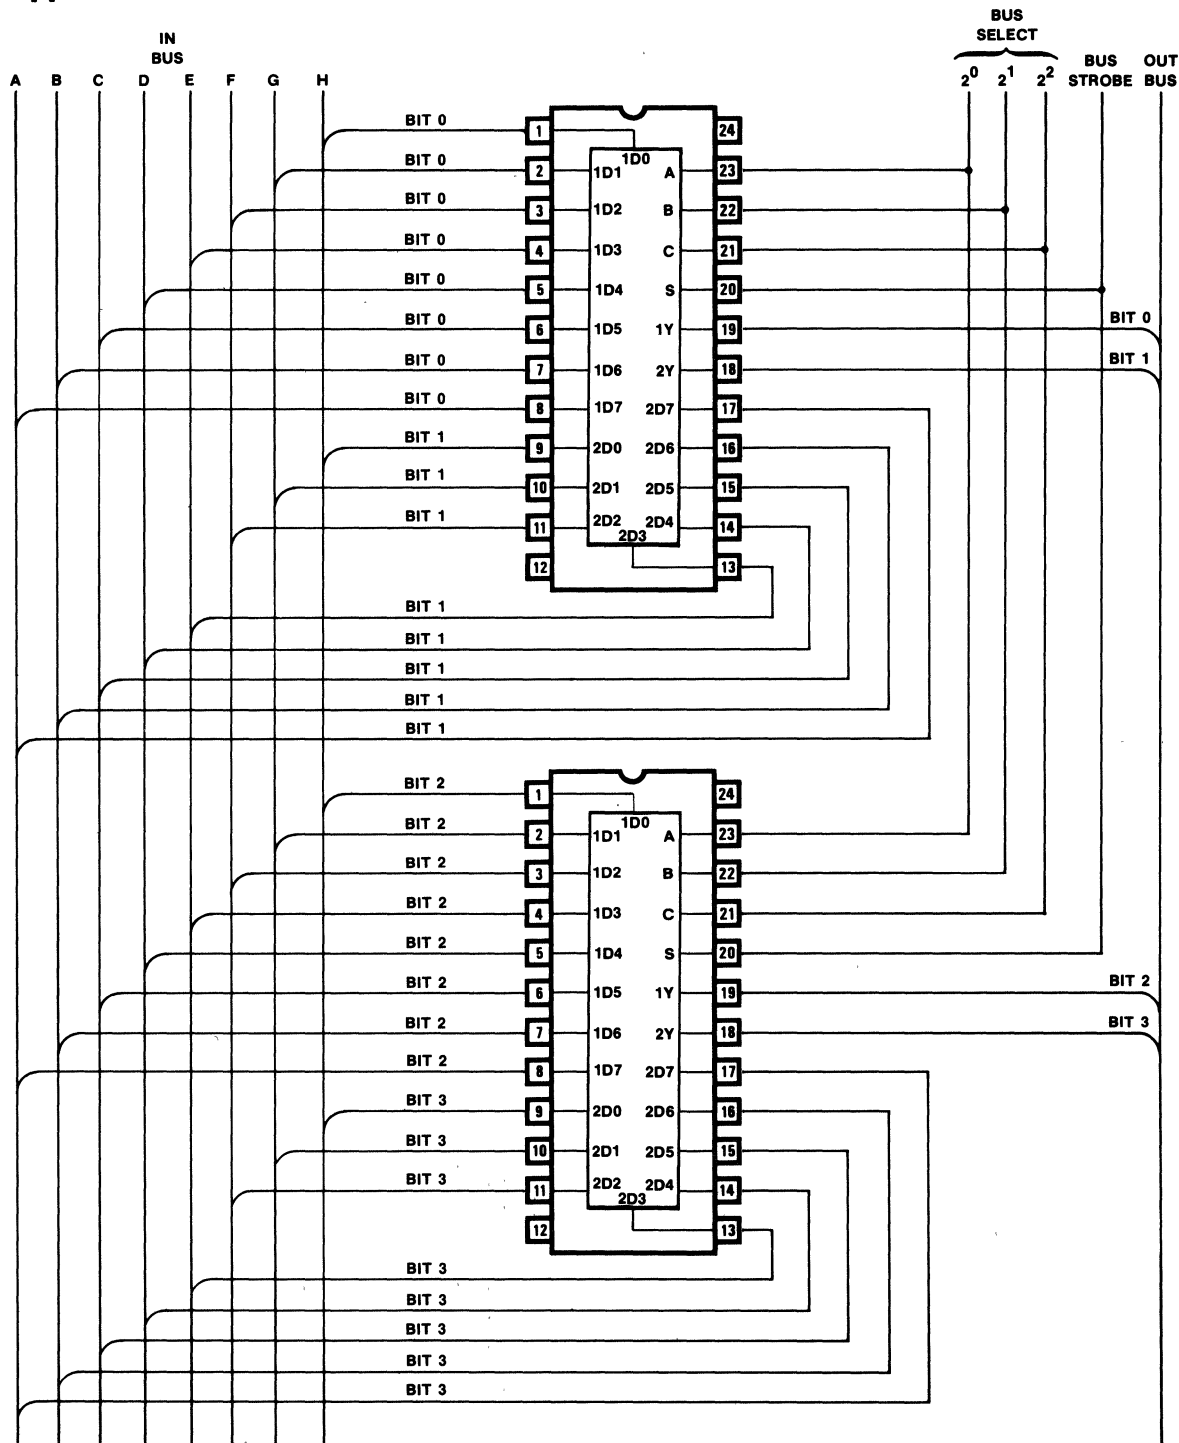 BUS
SELECT
IN
BUS
BUS
STROBE
OUT
BUS
A B C D E F G H
2^0 2^1 2^2
BIT 0 1 1D0 24
BIT 0 2 1D1 A 23
BIT 0 3 1D2 B 22
BIT 0 4 1D3 C 21
BIT 0 5 1D4 S 20
BIT 0 6 1D5 1Y 19 BIT 0
BIT 0 7 1D6 2Y 18 BIT 1
BIT 0 8 1D7 2D7 17
BIT 1 9 2D0 2D6 16
BIT 1 10 2D1 2D5 15
BIT 1 11 2D2 2D4 14
2D3
12 13
BIT 1
BIT 1
BIT 1
BIT 1
BIT 1
BIT 2 1 1D0 24
BIT 2 2 1D1 A 23
BIT 2 3 1D2 B 22
BIT 2 4 1D3 C 21
BIT 2 5 1D4 S 20
BIT 2 6 1D5 1Y 19 BIT 2
BIT 2 7 1D6 2Y 18 BIT 3
BIT 2 8 1D7 2D7 17
BIT 3 9 2D0 2D6 16
BIT 3 10 2D1 2D5 15
BIT 3 11 2D2 2D4 14
2D3
12 13
BIT 3
BIT 3
BIT 3
BIT 3
BIT 3